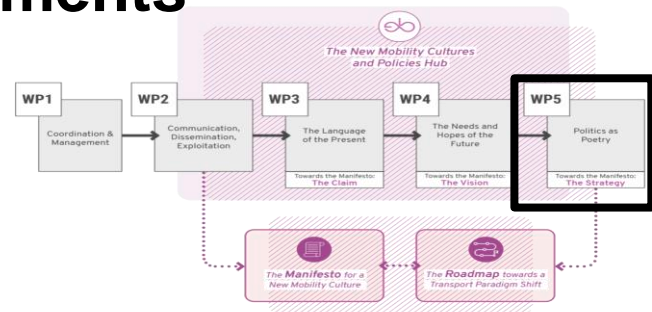 ments
The New Mobility Cultures
and Policies Hub
WP1
Coordination &
Management
WP2
Communication,
Dissemination,
Exploitation
WP3
The Language
of the Present
Towards the Manifesto:
The Claim
WP4
The Needs and
Hopes of the
Future
Towards the Manifesto:
The Vision
WP5
Politics as
Poetry
Towards the Manifesto:
The Strategy
The Manifesto for a
New Mobility Culture
The Roadmap towards a
Transport Paradigm Shift